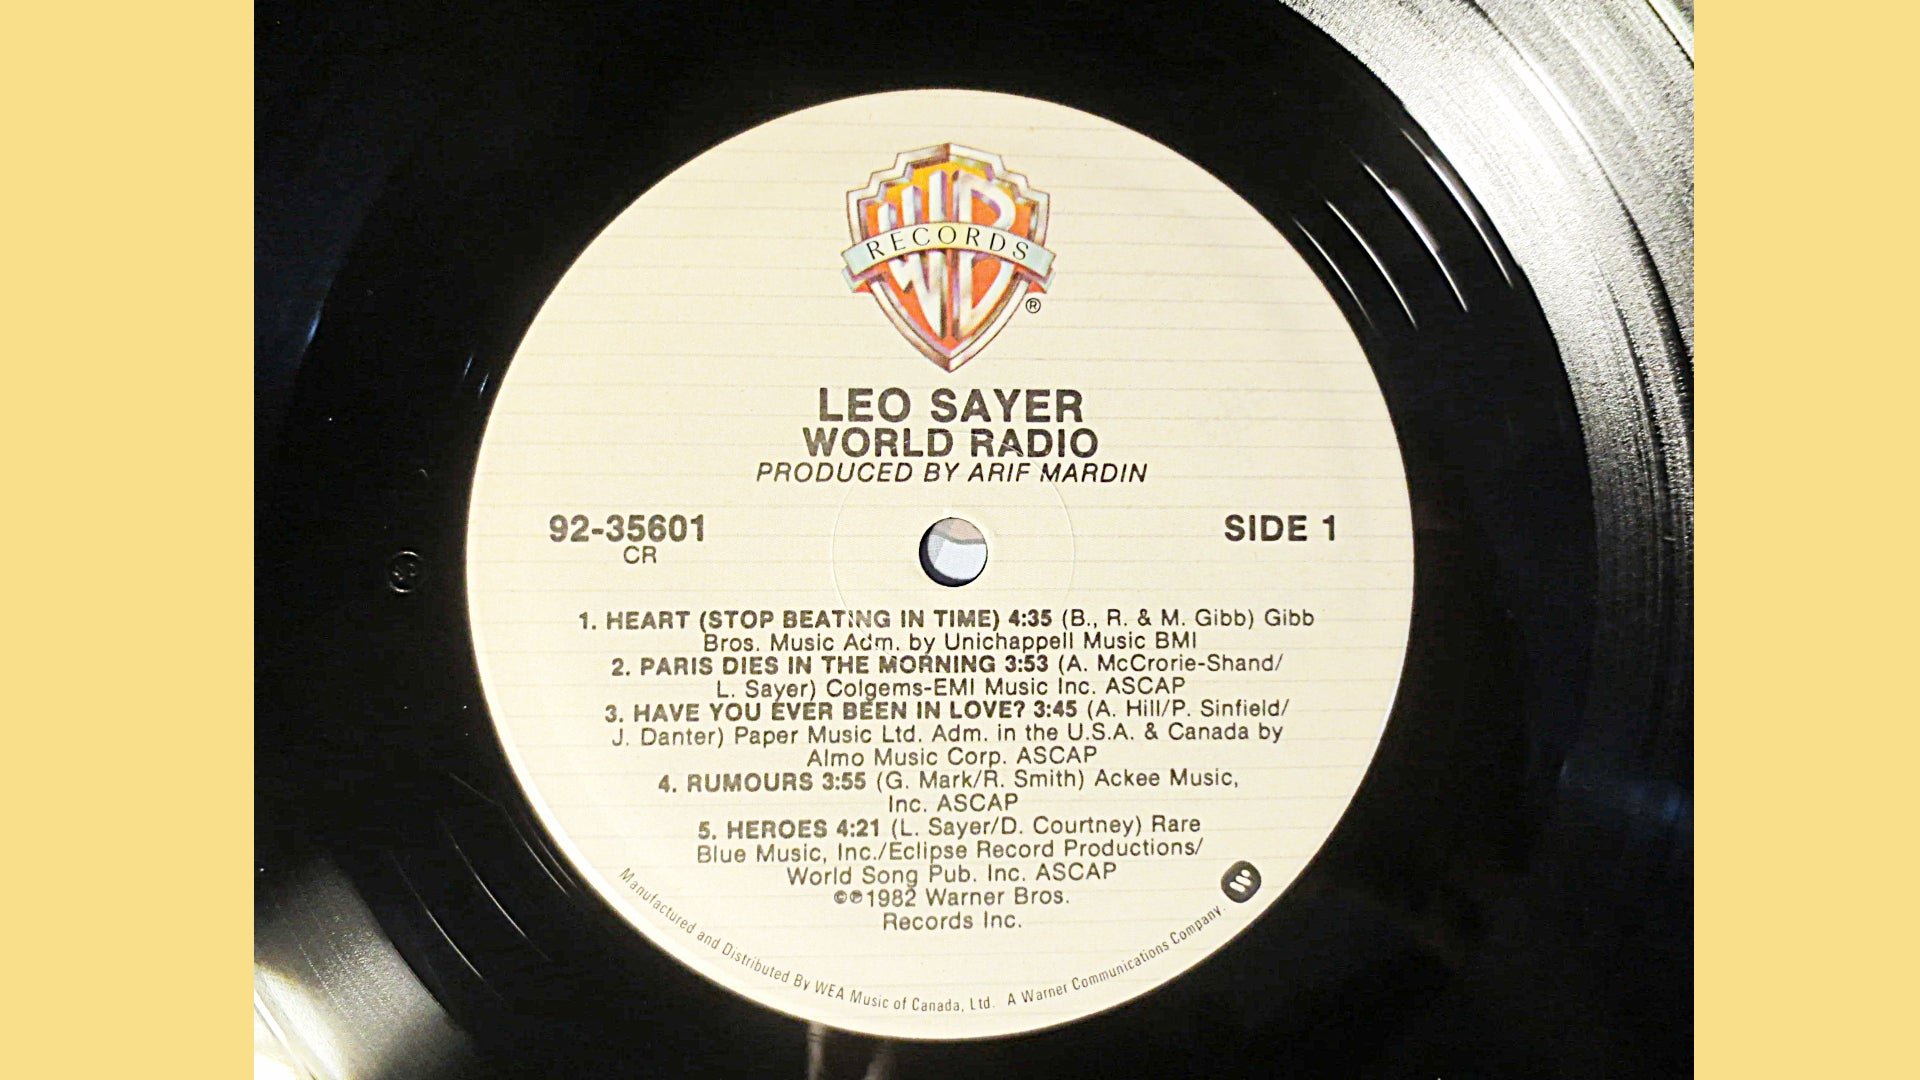 WB
RECORDS
®
LEO SAYER
WORLD RADIO
PRODUCED BY ARIF MARDIN
92-35601
CR
SIDE 1
1. HEART (STOP BEATING IN TIME) 4:35 (B., R. & M. Gibb) Gibb
Bros. Music Adm. by Unichappell Music BMI
2. PARIS DIES IN THE MORNING 3:53 (A. McCrorie-Shand/
L. Sayer) Colgems-EMI Music Inc. ASCAP
3. HAVE YOU EVER BEEN IN LOVE? 3:45 (A. Hill/P. Sinfield/
J. Danter) Paper Music Ltd. Adm. in the U.S.A. & Canada by
Almo Music Corp. ASCAP
4. RUMOURS 3:55 (G. Mark/R. Smith) Ackee Music,
Inc. ASCAP
5. HEROES 4:21 (L. Sayer/D. Courtney) Rare
Blue Music, Inc./Eclipse Record Productions/
World Song Pub. Inc. ASCAP
©℗1982 Warner Bros.
Records Inc.
Manufactured and Distributed By WEA Music of Canada, Ltd. A Warner Communications Company.